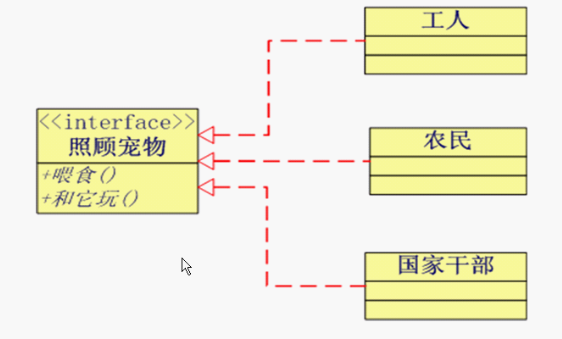 工人
<<interface>>
照顾宠物
+喂食()
+和它玩()
农民
国家干部